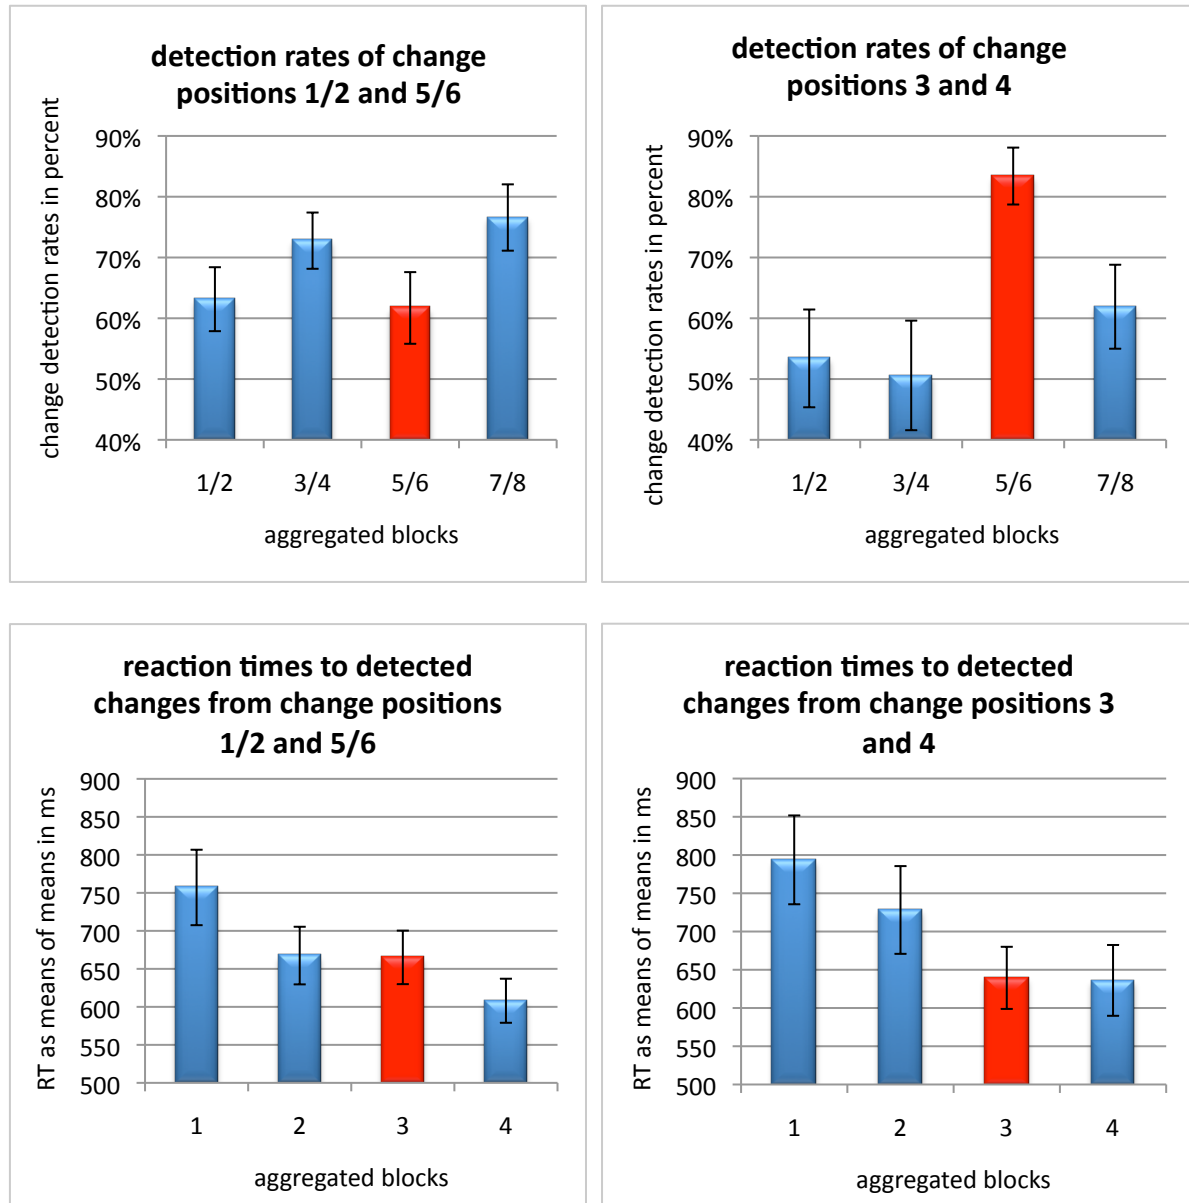 detection rates of change
positions 1/2 and 5/6
change detection rates in percent
90%
80%
70%
60%
50%
40%
1/2 3/4 5/6 7/8
aggregated blocks
detection rates of change
positions 3 and 4
change detection rates in percent
90%
80%
70%
60%
50%
40%
1/2 3/4 5/6 7/8
aggregated blocks
reaction times to detected
changes from change positions
1/2 and 5/6
RT as means of means in ms
900
850
800
750
700
650
600
550
500
1 2 3 4
aggregated blocks
reaction times to detected
changes from change positions 3
and 4
RT as means of means in ms
900
850
800
750
700
650
600
550
500
1 2 3 4
aggregated blocks